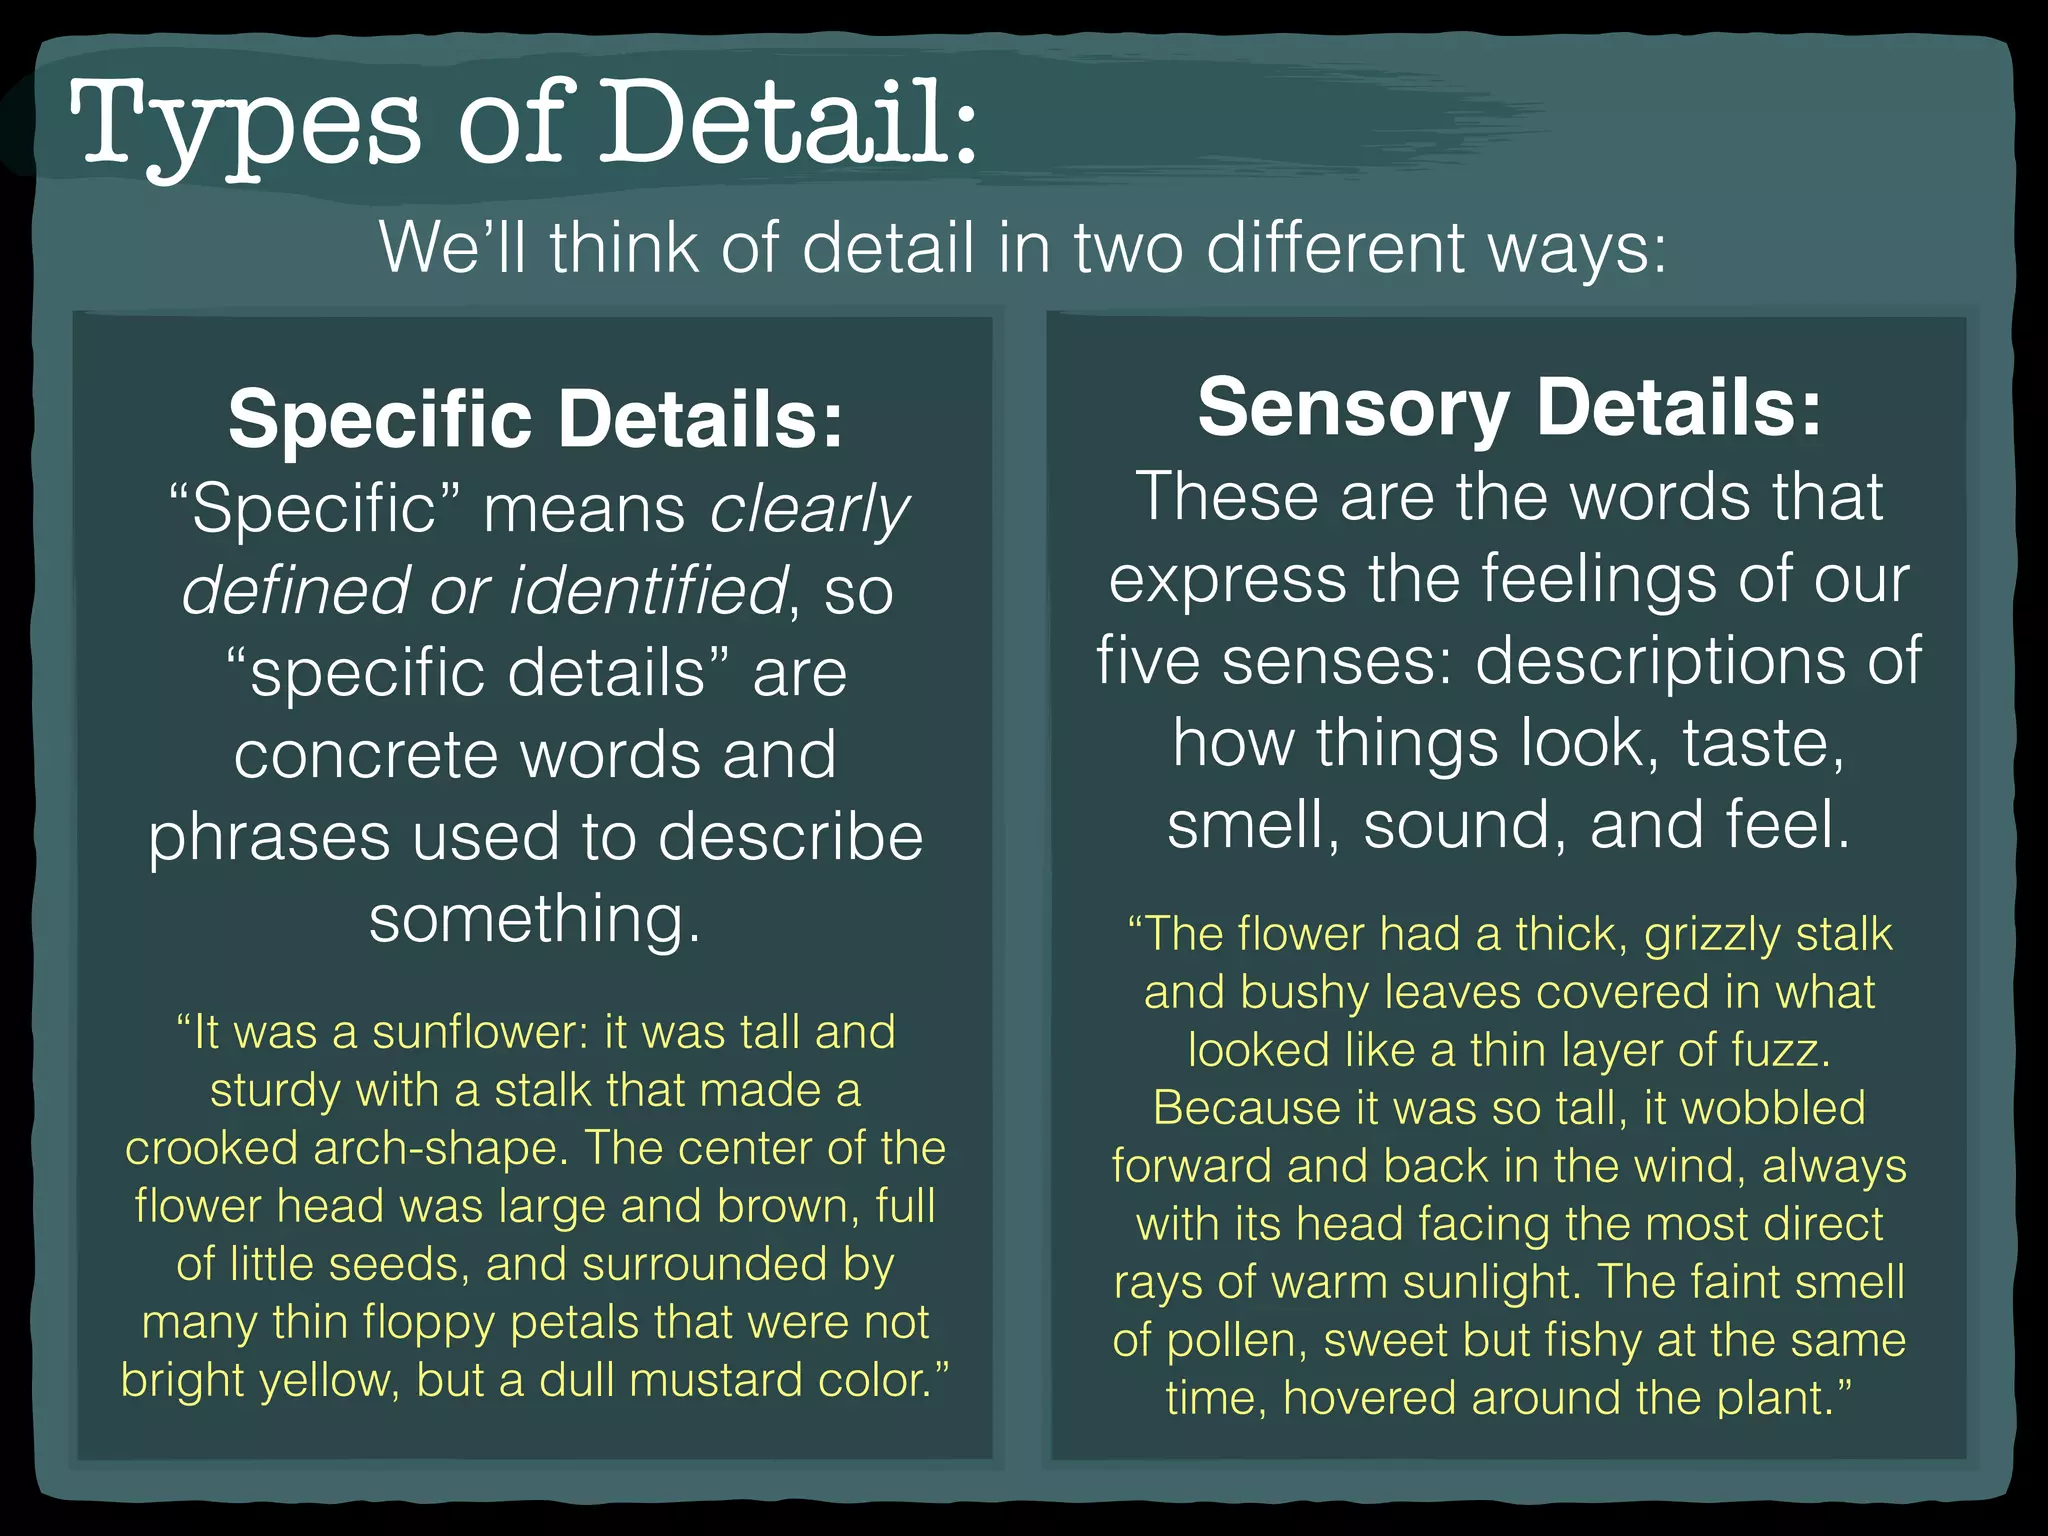 Types of Detail:
We’ll think of detail in two different ways:
Specific Details:
“Specific” means clearly
defined or identified, so
“specific details” are
concrete words and
phrases used to describe
something.
“It was a sunflower: it was tall and
sturdy with a stalk that made a
crooked arch-shape. The center of the
flower head was large and brown, full
of little seeds, and surrounded by
many thin floppy petals that were not
bright yellow, but a dull mustard color.”
Sensory Details:
These are the words that
express the feelings of our
five senses: descriptions of
how things look, taste,
smell, sound, and feel.
“The flower had a thick, grizzly stalk
and bushy leaves covered in what
looked like a thin layer of fuzz.
Because it was so tall, it wobbled
forward and back in the wind, always
with its head facing the most direct
rays of warm sunlight. The faint smell
of pollen, sweet but fishy at the same
time, hovered around the plant.”